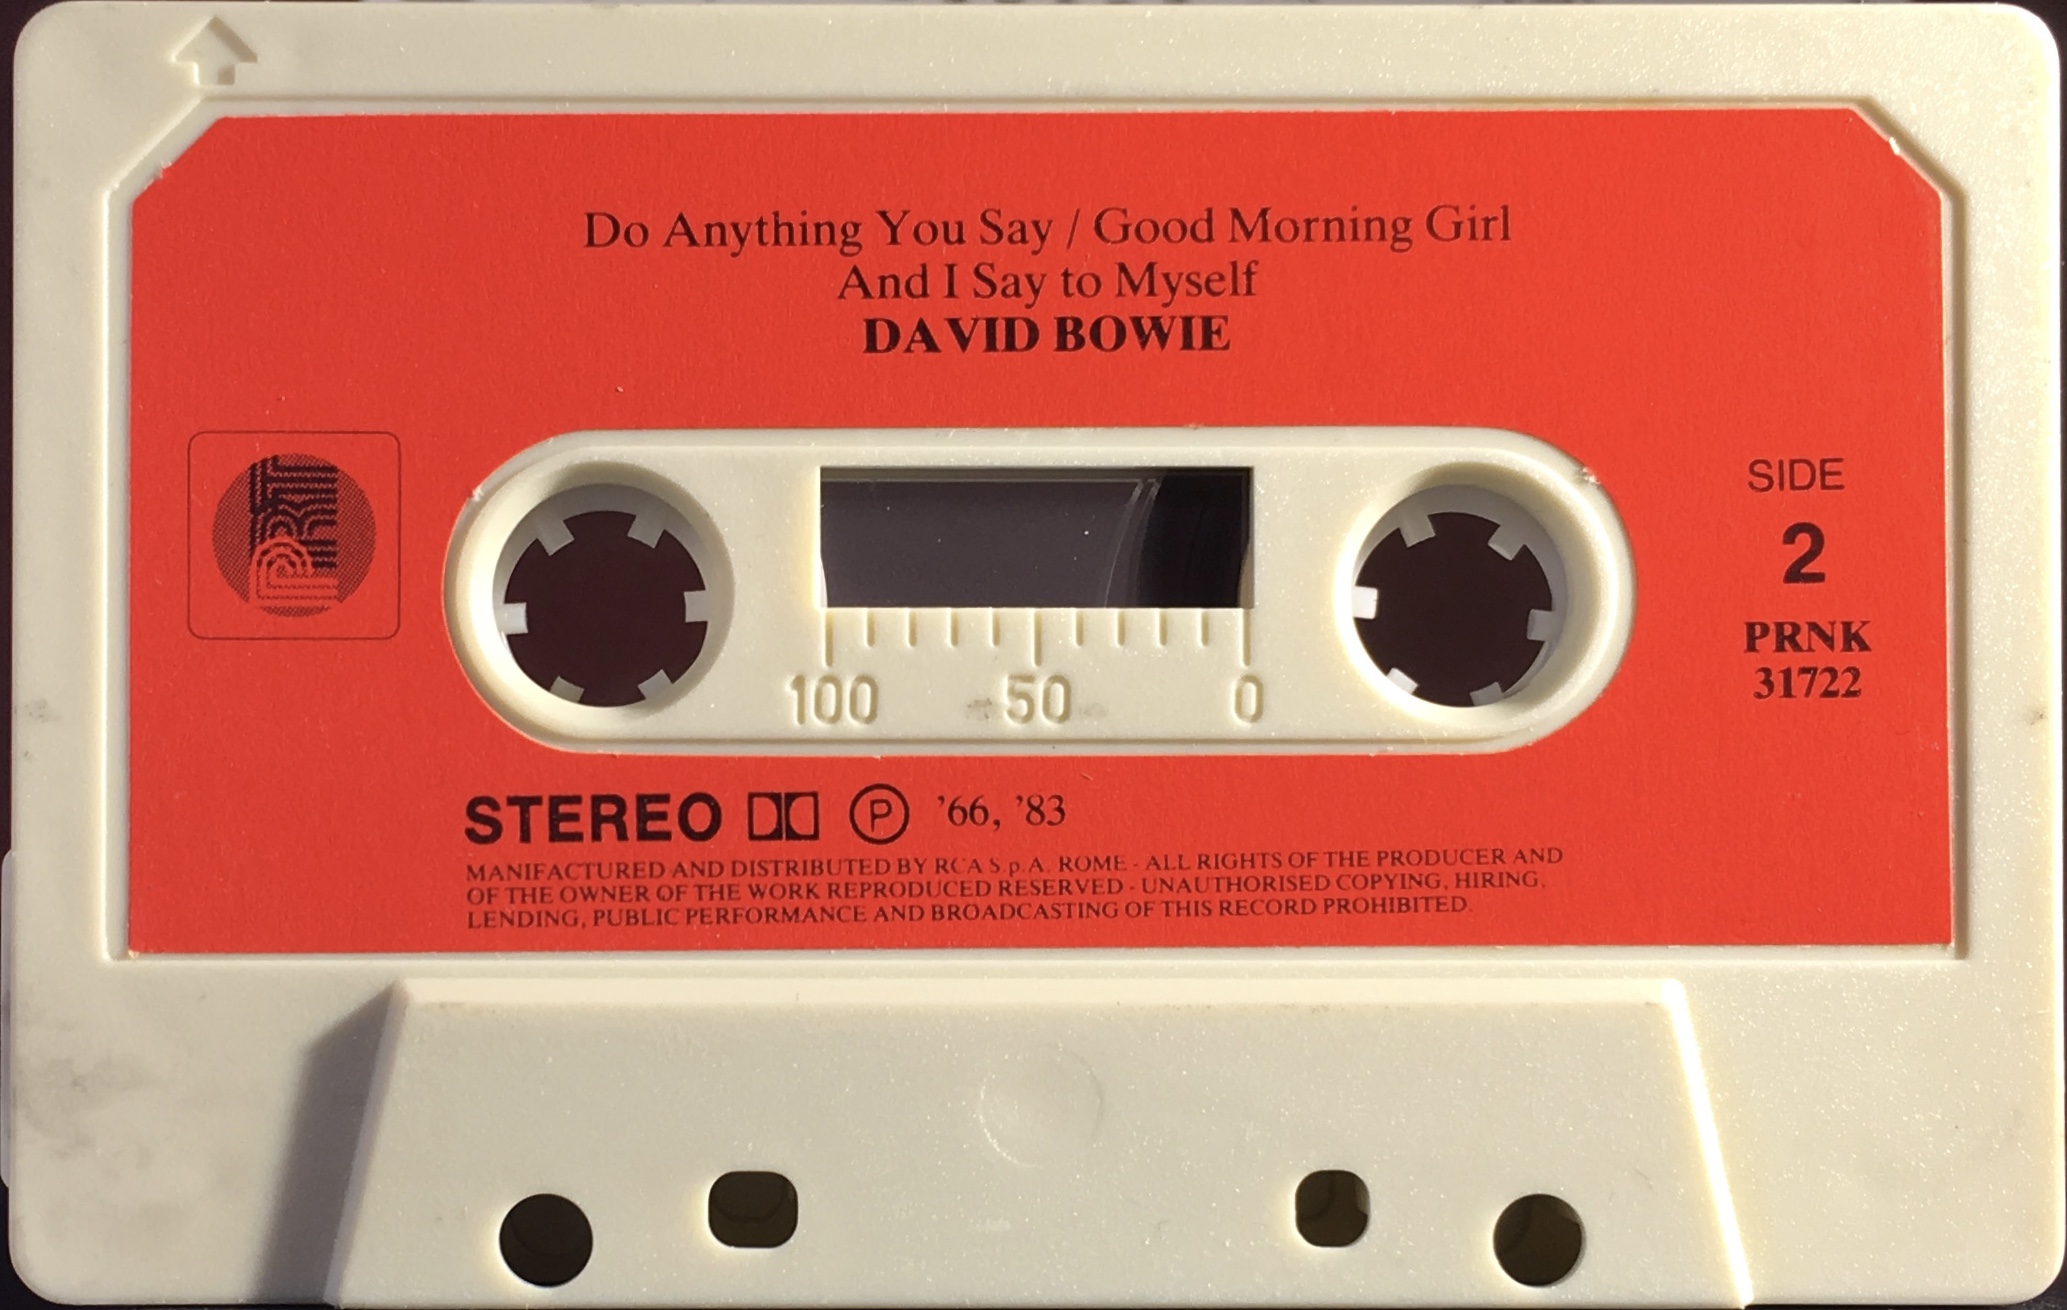 Do Anything You Say / Good Morning Girl
And I Say to Myself
DAVID BOWIE
SIDE
2
PRNK
31722
100 50 0
STEREO Ⓟ '66, '83
MANIFACTURED AND DISTRIBUTED BY RCA S.p.A. ROME - ALL RIGHTS OF THE PRODUCER AND
OF THE OWNER OF THE WORK REPRODUCED RESERVED - UNAUTHORISED COPYING, HIRING,
LENDING, PUBLIC PERFORMANCE AND BROADCASTING OF THIS RECORD PROHIBITED.